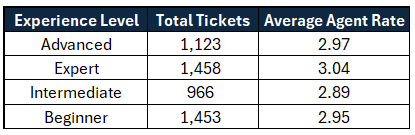 Experience Level Total Tickets Average Agent Rate
Advanced 1,123 2.97
Expert 1,458 3.04
Intermediate 966 2.89
Beginner 1,453 2.95